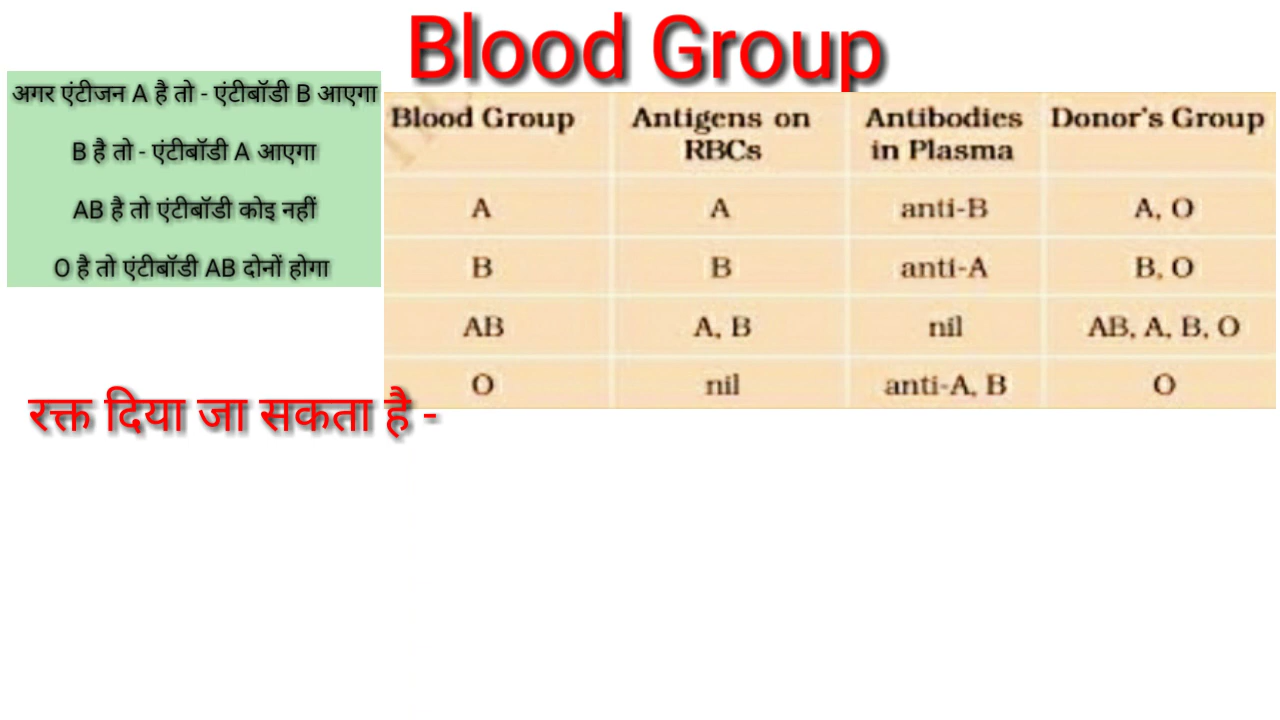 Blood Group
अगर एंटीजन A है तो - एंटीबॉडी B आएगा
B है तो - एंटीबॉडी A आएगा
AB है तो एंटीबॉडी कोइ नहीं
O है तो एंटीबॉडी AB दोनों होगा
Blood Group Antigens on RBCs Antibodies in Plasma Donor's Group
A A anti-B A, O
B B anti-A B, O
AB A, B nil AB, A, B, O
O nil anti-A, B O
रक्त दिया जा सकता है -